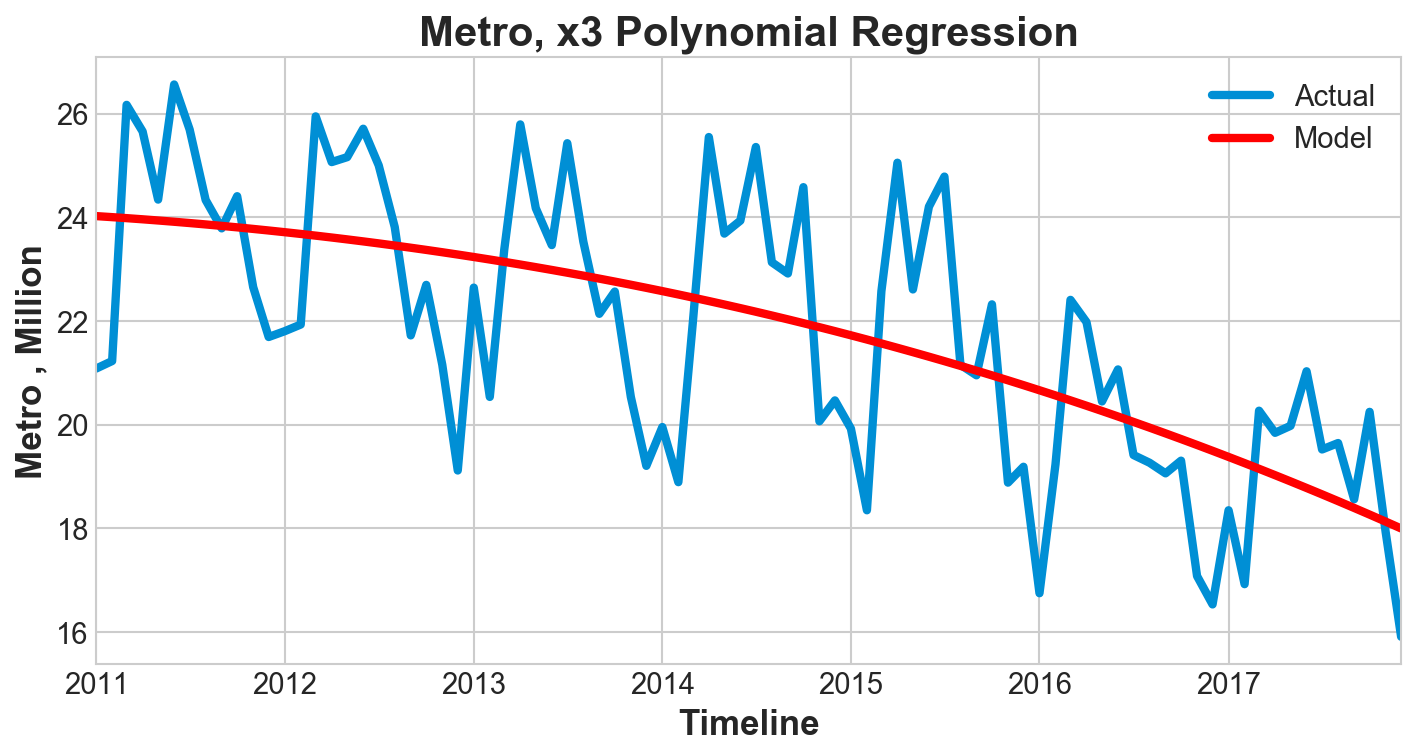 Metro, x3 Polynomial Regression
Actual
Model
Metro , Million
26
24
22
20
18
16
2011 2012 2013 2014 2015 2016 2017
Timeline